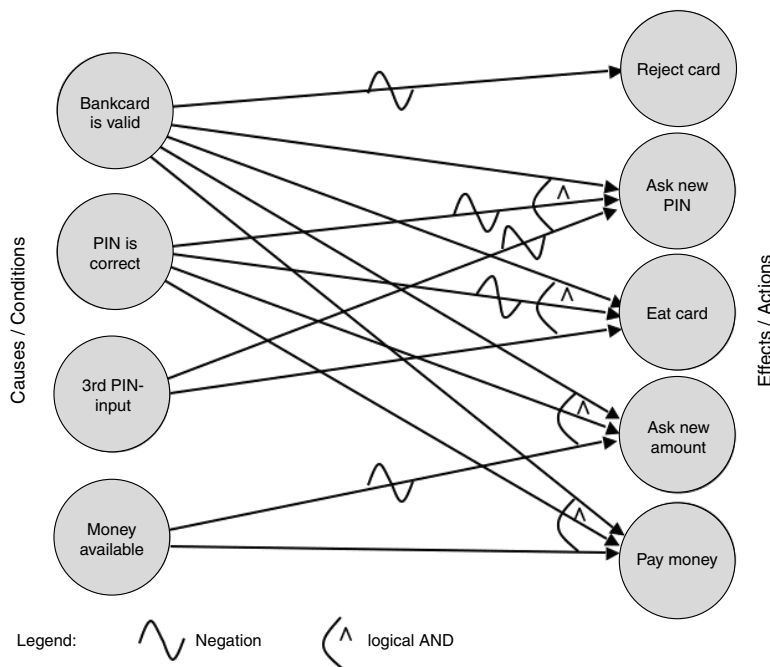 Causes / Conditions
Bankcard
is valid
PIN is
correct
3rd PIN-
input
Money
available
Reject card
Ask new
PIN
Eat card
Ask new
amount
Pay money
Effects / Actions
^
^
^
^
Legend:
Negation
^
logical AND